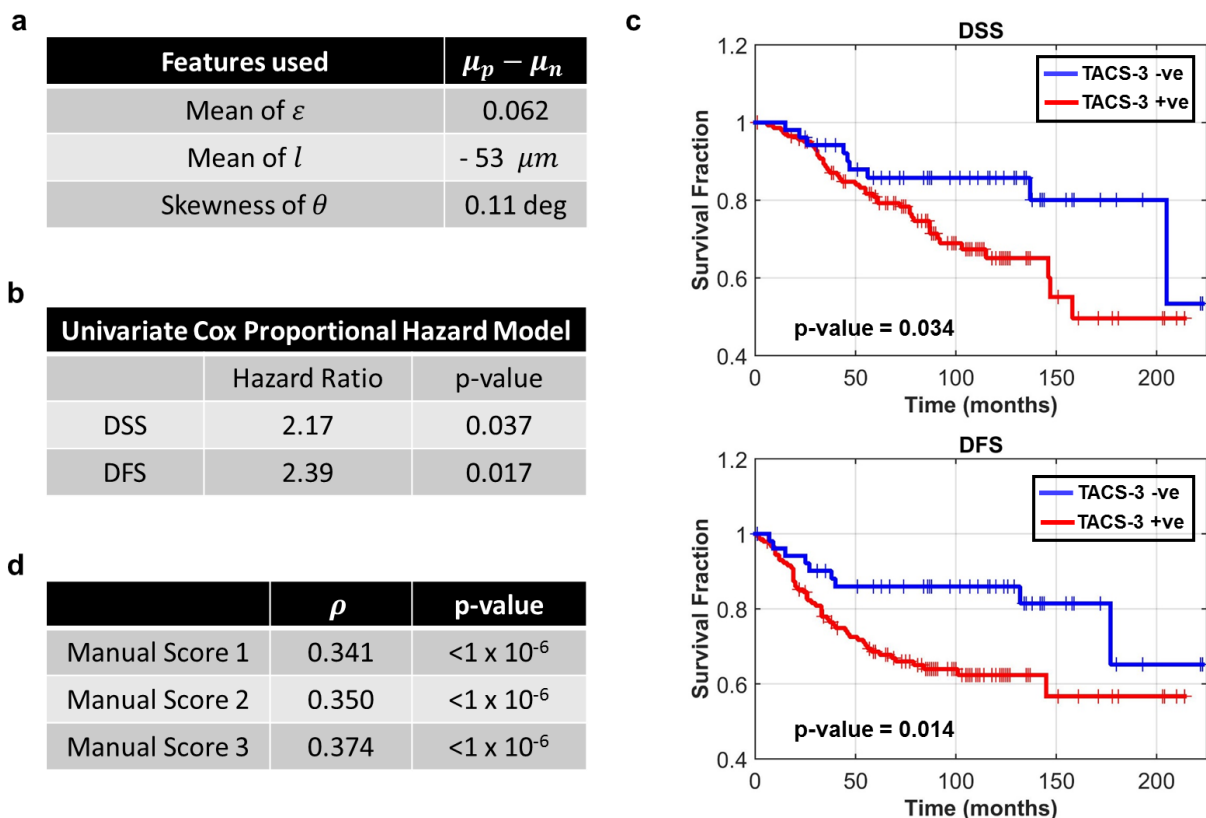 a
Features used μp − μn
Mean of ε 0.062
Mean of l - 53 μm
Skewness of θ 0.11 deg
b
Univariate Cox Proportional Hazard Model
Hazard Ratio p-value
DSS 2.17 0.037
DFS 2.39 0.017
d
ρ p-value
Manual Score 1 0.341 <1 x 10⁻⁶
Manual Score 2 0.350 <1 x 10⁻⁶
Manual Score 3 0.374 <1 x 10⁻⁶
c
DSS
TACS-3 -ve
TACS-3 +ve
1.2
1
0.8
0.6
0.4
Survival Fraction
p-value = 0.034
0 50 100 150 200
Time (months)
DFS
TACS-3 -ve
TACS-3 +ve
1.2
1
0.8
0.6
0.4
Survival Fraction
p-value = 0.014
0 50 100 150 200
Time (months)